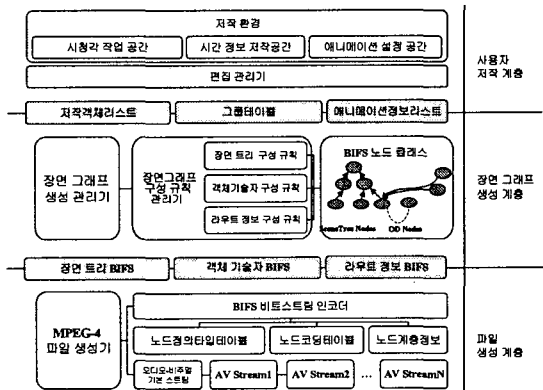 저작 환경
시청각 작업 공간
시간 정보 저작공간
애니메이션 설정 공간
편집 관리기
사용자
저작 계층
저작객체리스트
그룹테이블
애니메이션정보리스트
장면 그래프
생성 관리기
장면그래프
구성 규칙
관리기
장면 트리 구성 규칙
객체기술자 구성 규칙
라우트 정보 구성 규칙
BIFS 노드 클래스
SceneTree Nodes
OD Nodes
장면 그래프
생성 계층
장면 트리 BIFS
객체 기술자 BIFS
라우트 정보 BIFS
MPEG-4
파일 생성기
BIFS 비트스트림 인코더
노드정의타입테이블
노드코딩테이블
노드계층정보
오디오-비주얼
기본 스트림
AV Stream1
AV Stream2
...
AV StreamN
파일
생성 계층